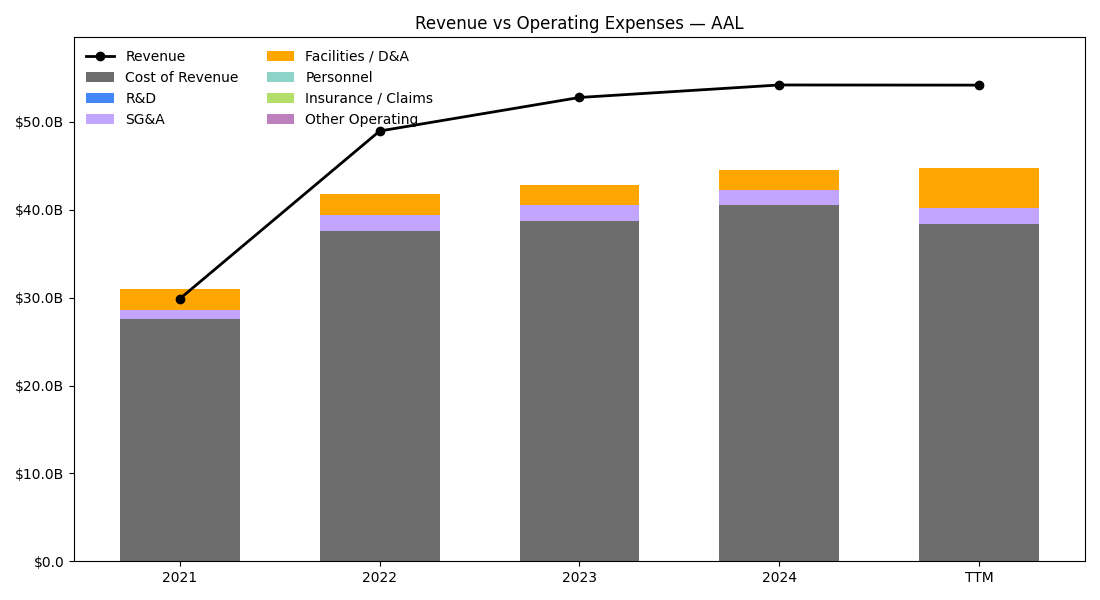 Revenue vs Operating Expenses — AAL
Revenue
Cost of Revenue
R&D
SG&A
Facilities / D&A
Personnel
Insurance / Claims
Other Operating
$50.0B
$40.0B
$30.0B
$20.0B
$10.0B
$0.0
2021 2022 2023 2024 TTM